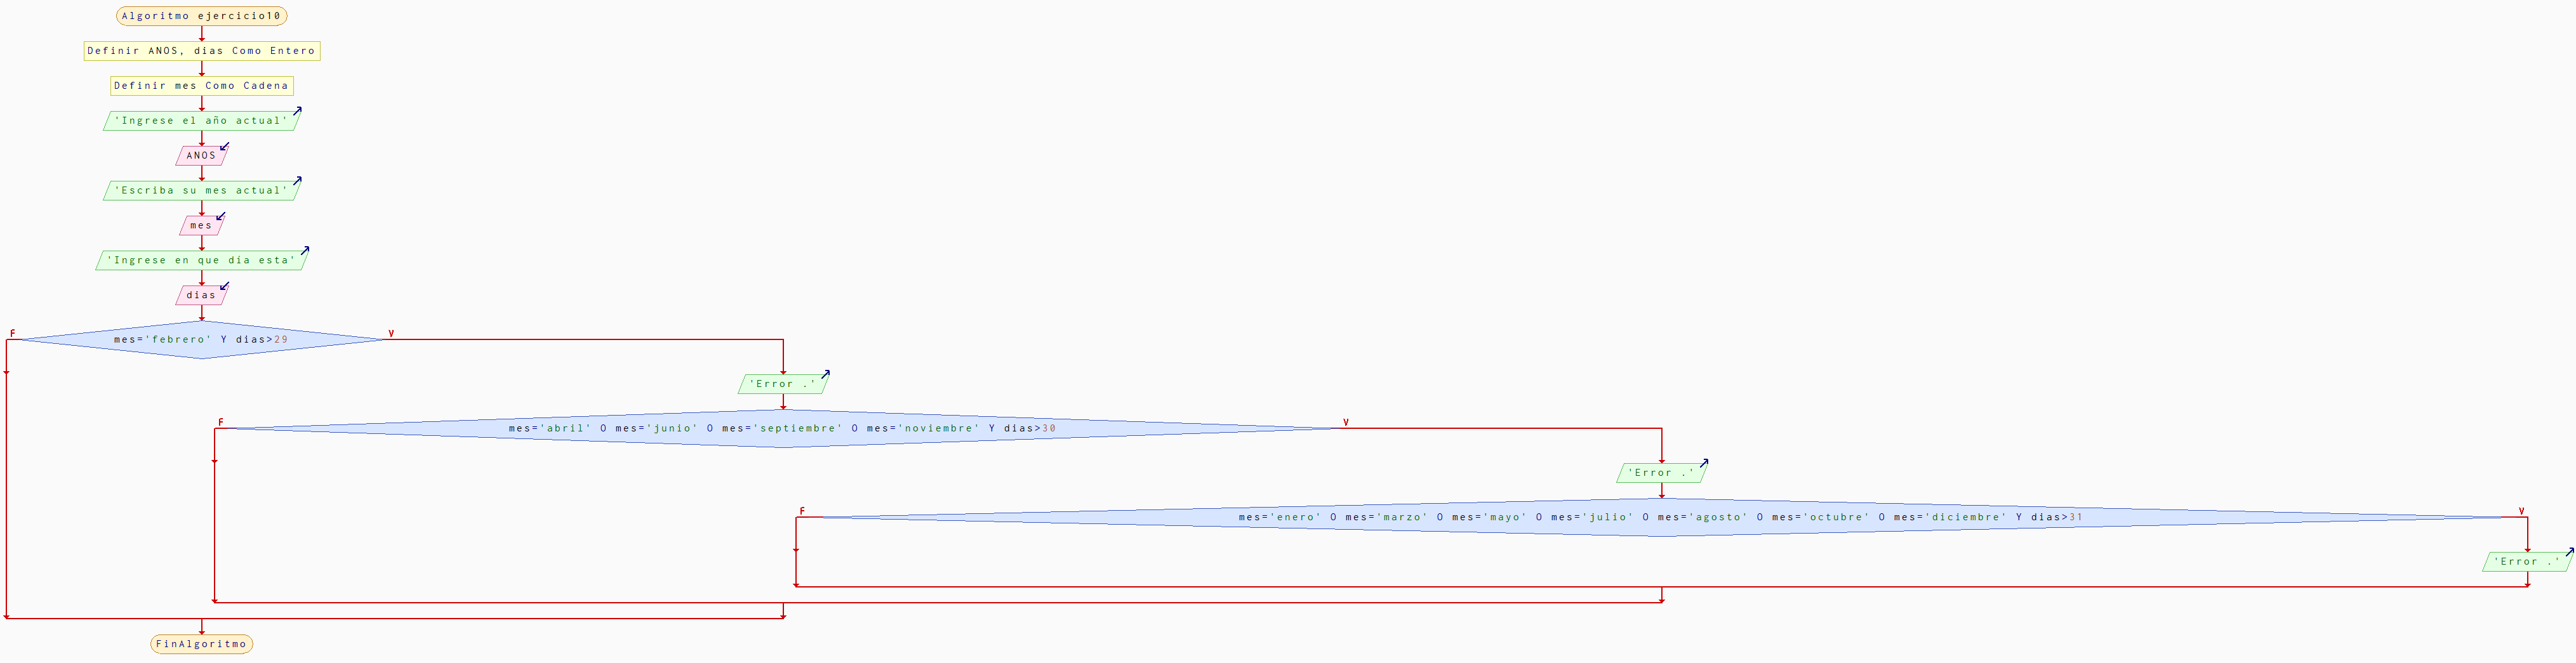 Algoritmo ejercicio10
Definir ANOS, dias Como Entero
Definir mes Como Cadena
'Ingrese el año actual'
ANOS
'Escriba su mes actual'
mes
'Ingrese en que dia esta'
dias
F
V
mes='febrero' Y dias>29
'Error .'
F
V
mes='abril' O mes='junio' O mes='septiembre' O mes='noviembre' Y dias>30
'Error .'
F
V
mes='enero' O mes='marzo' O mes='mayo' O mes='julio' O mes='agosto' O mes='octubre' O mes='diciembre' Y dias>31
'Error .'
FinAlgoritmo